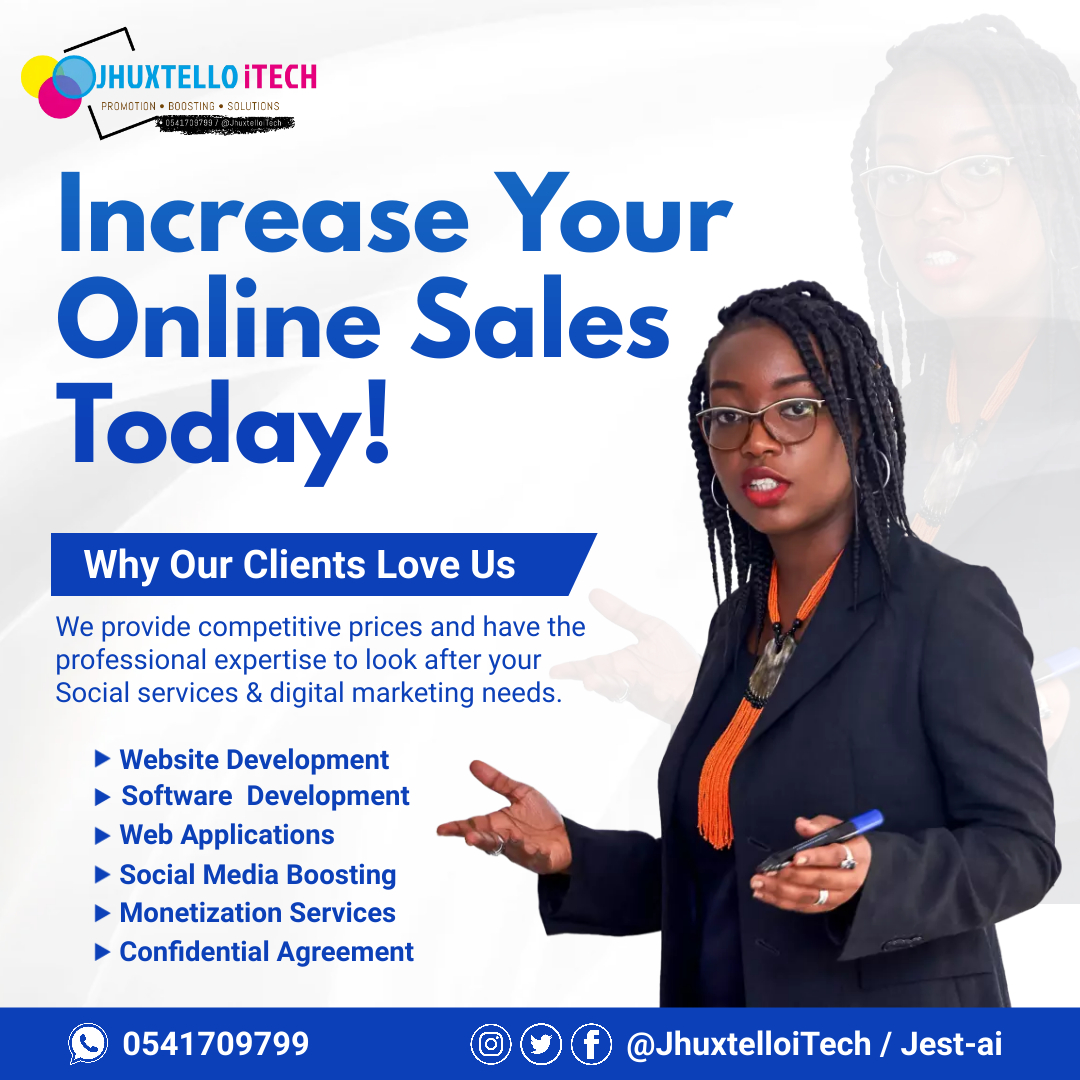 JHUXTELLO iTECH
PROMOTION • BOOSTING • SOLUTIONS
• 0541709799 / @Jhuxtello iTech
Increase Your
Online Sales
Today!
Why Our Clients Love Us
We provide competitive prices and have the
professional expertise to look after your
Social services & digital marketing needs.
Website Development
Software Development
Web Applications
Social Media Boosting
Monetization Services
Confidential Agreement
0541709799
@JhuxtelloiTech / Jest-ai